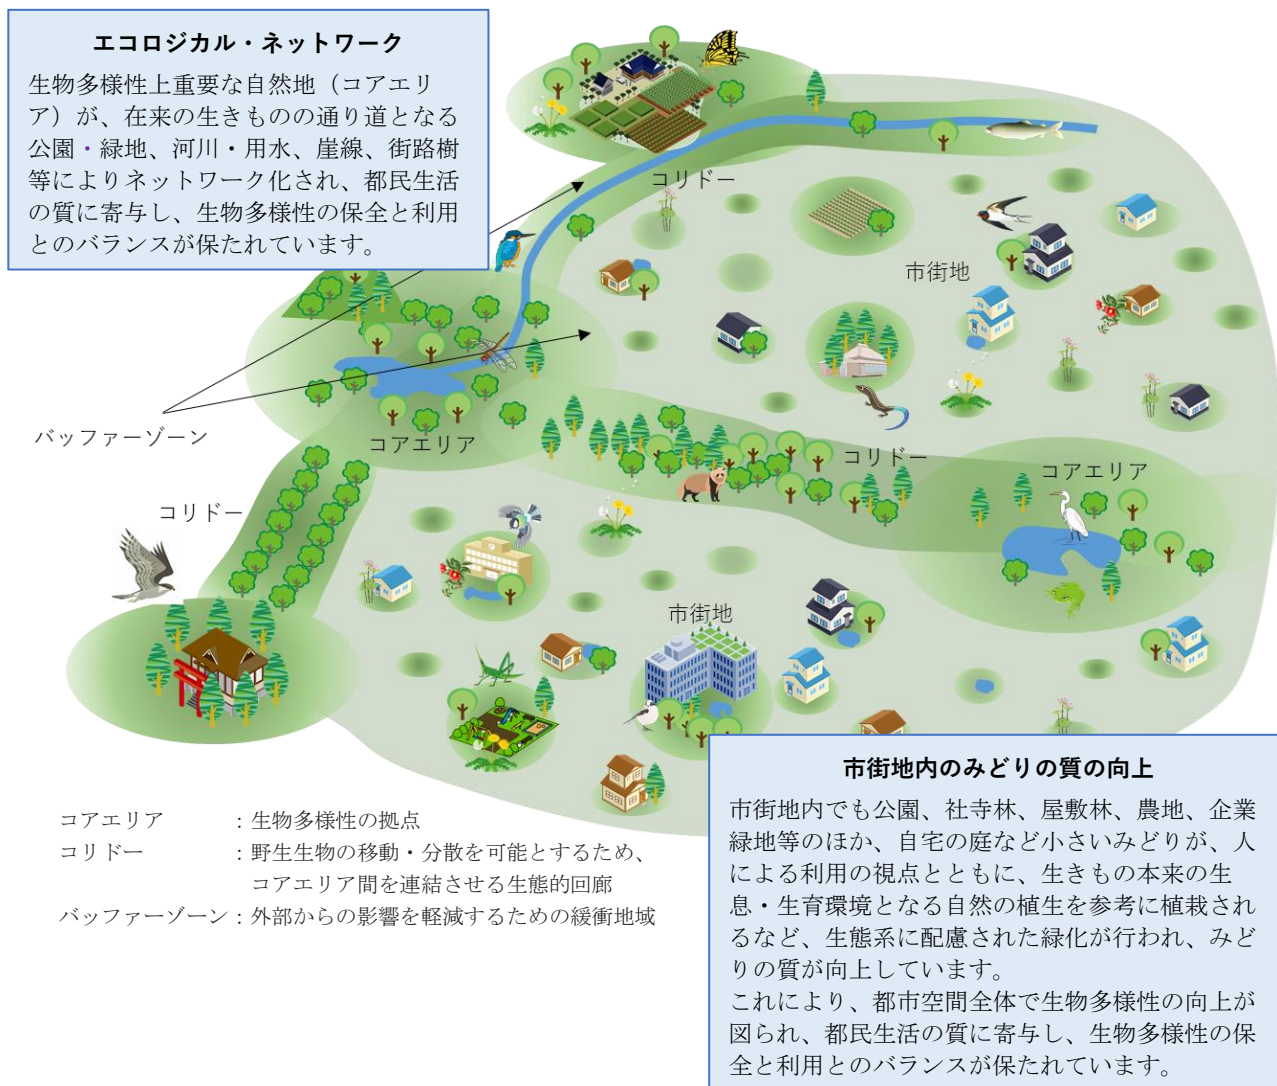 エコロジカル・ネットワーク
生物多様性上重要な自然地（コアエリ
ア）が、在来の生きものの通り道となる
公園・緑地、河川・用水、崖線、街路樹
等によりネットワーク化され、都民生活
の質に寄与し、生物多様性の保全と利用
とのバランスが保たれています。
コリドー
市街地
バッファーゾーン
コアエリア
コリドー
コアエリア
コリドー
市街地
コアエリア　　　：生物多様性の拠点
コリドー　　　　：野生生物の移動・分散を可能とするため、
コアエリア間を連結させる生態的回廊
バッファーゾーン：外部からの影響を軽減するための緩衝地域
市街地内のみどりの質の向上
市街地内でも公園、社寺林、屋敷林、農地、企業
緑地等のほか、自宅の庭など小さいみどりが、人
による利用の視点とともに、生きもの本来の生
息・生育環境となる自然の植生を参考に植栽され
るなど、生態系に配慮された緑化が行われ、みど
りの質が向上しています。
これにより、都市空間全体で生物多様性の向上が
図られ、都民生活の質に寄与し、生物多様性の保
全と利用とのバランスが保たれています。